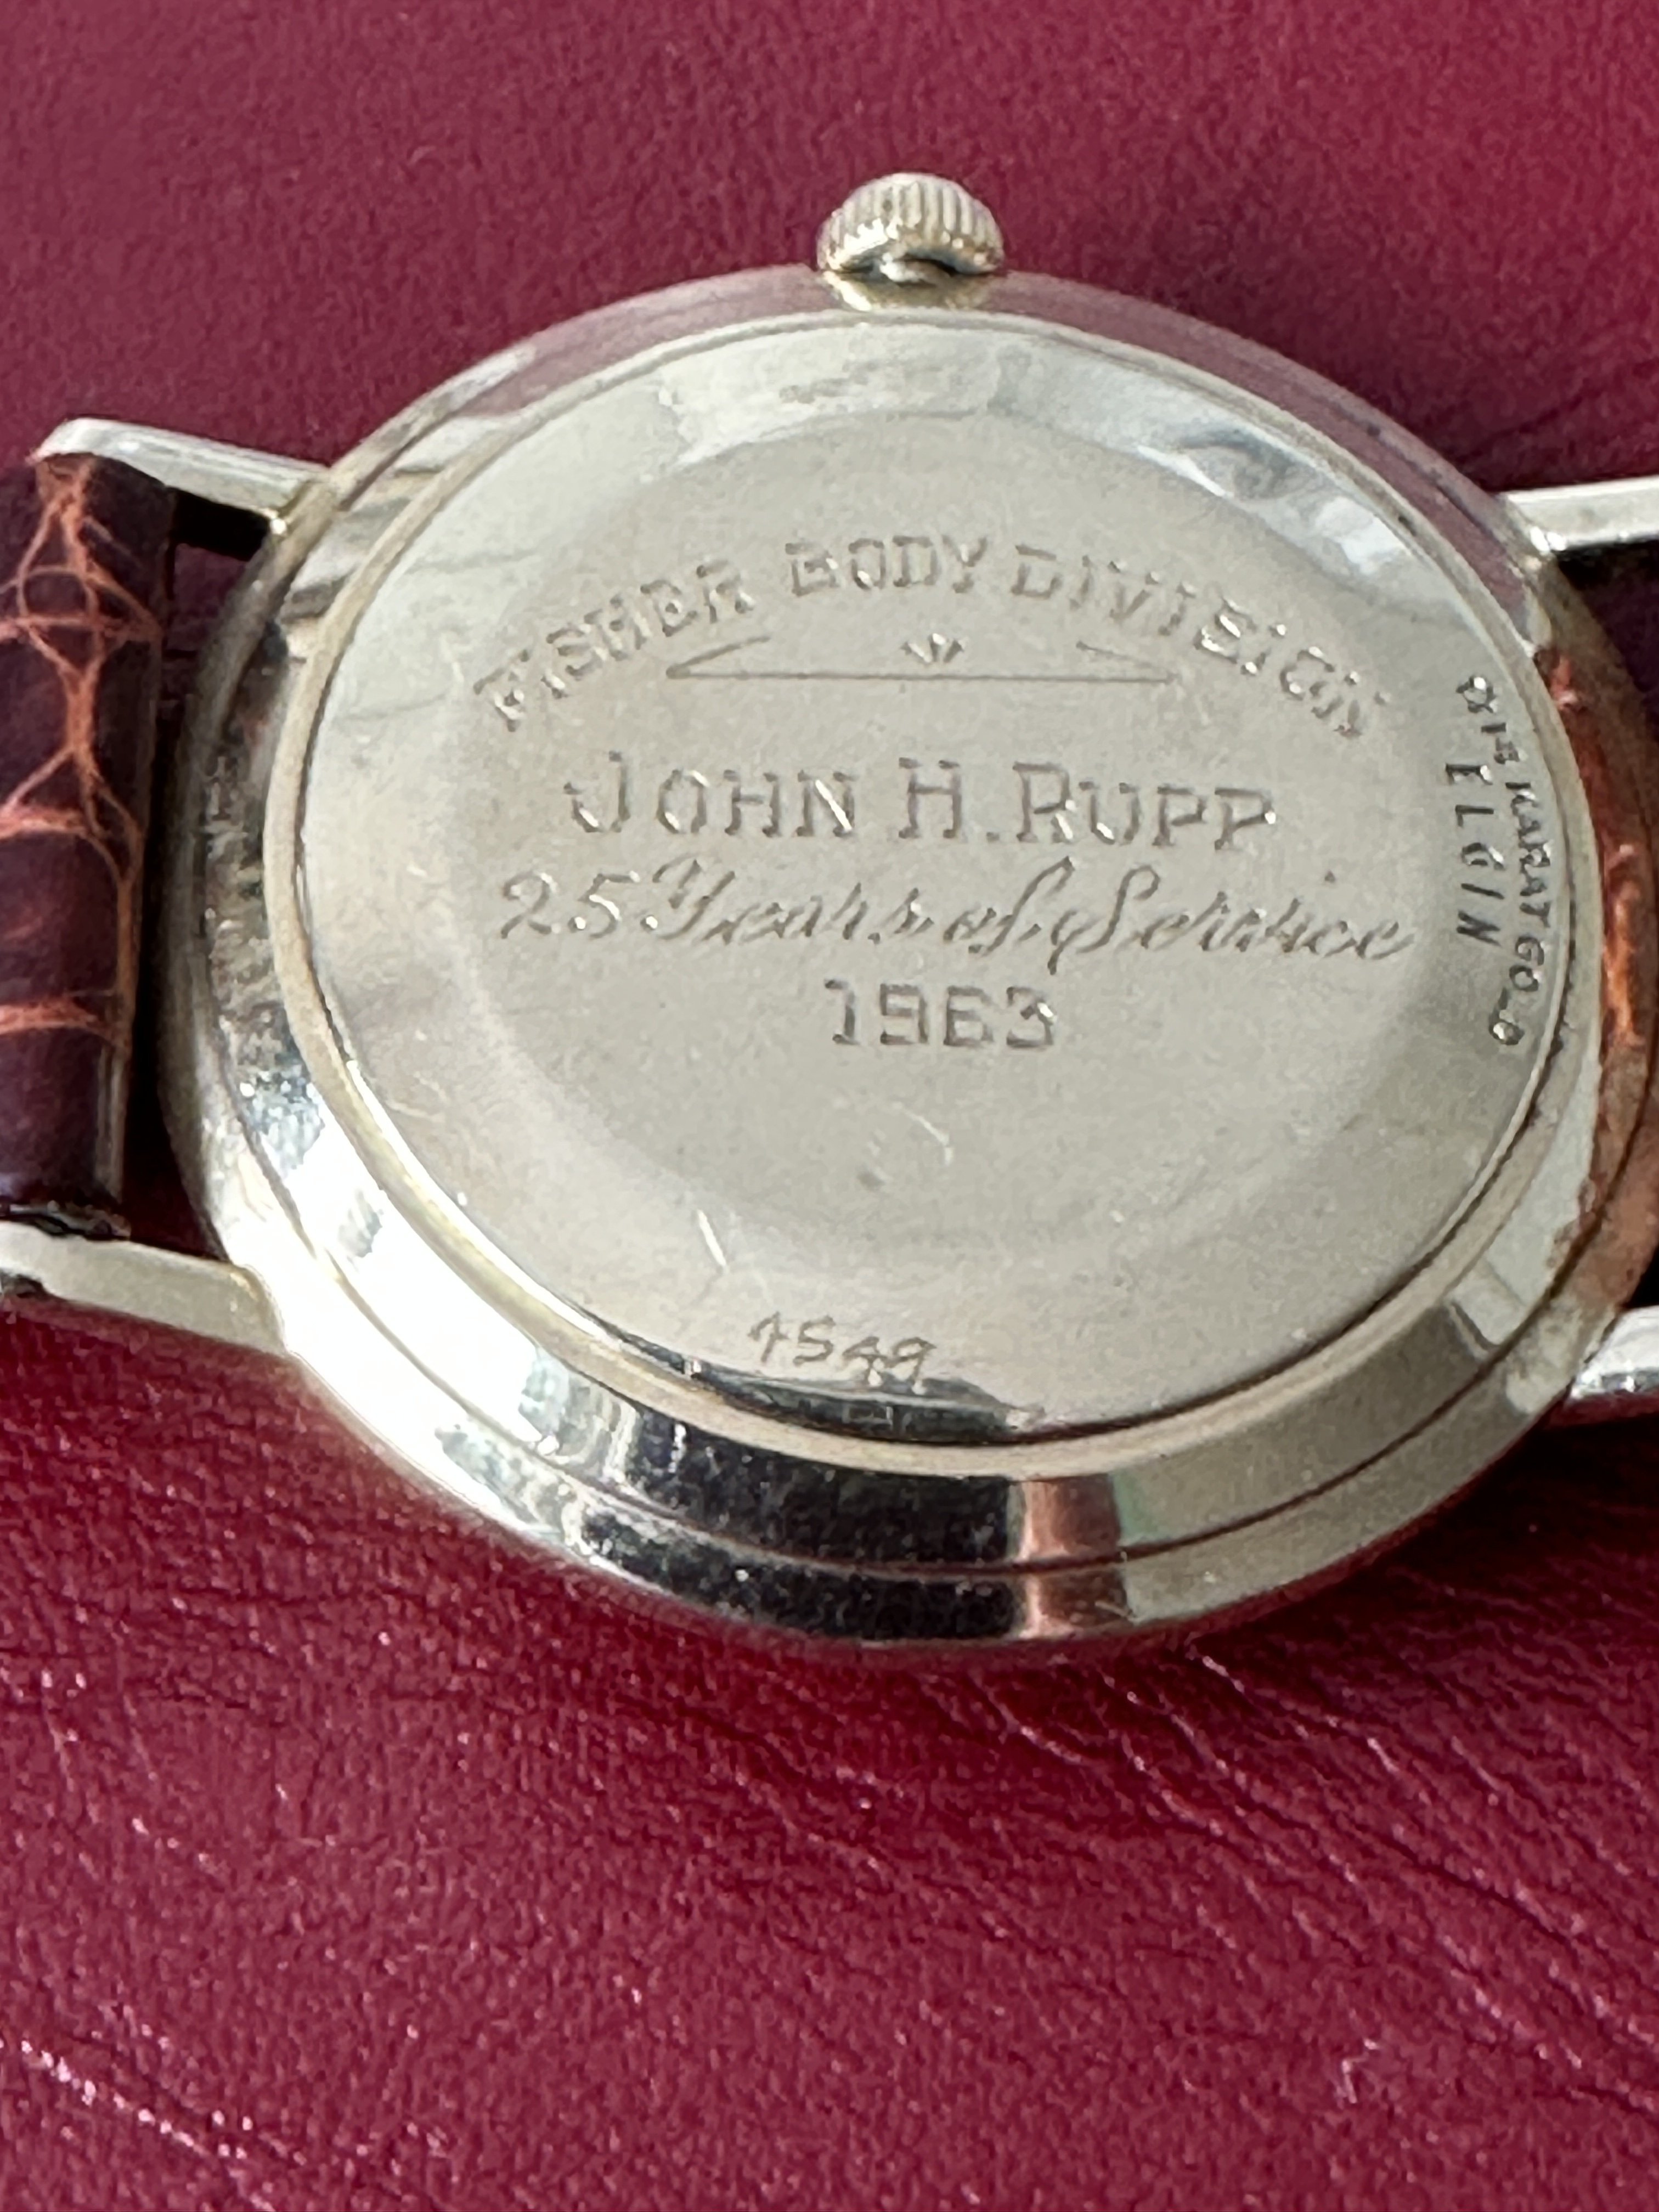 FISHER BODY DIVISION
JOHN H. RUPP
25 Years of Service
1963
14 KARAT GOLD
ELGIN
4549